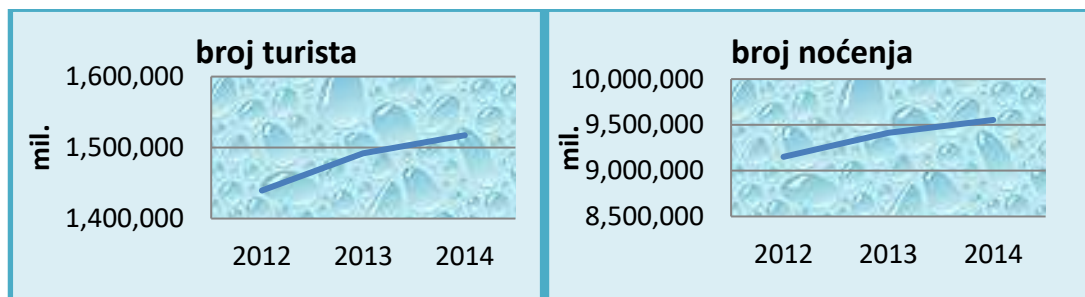 broj turista
1,600,000
1,500,000
1,400,000
mil.
2012 2013 2014
broj noćenja
10,000,000
9,500,000
9,000,000
8,500,000
mil.
2012 2013 2014